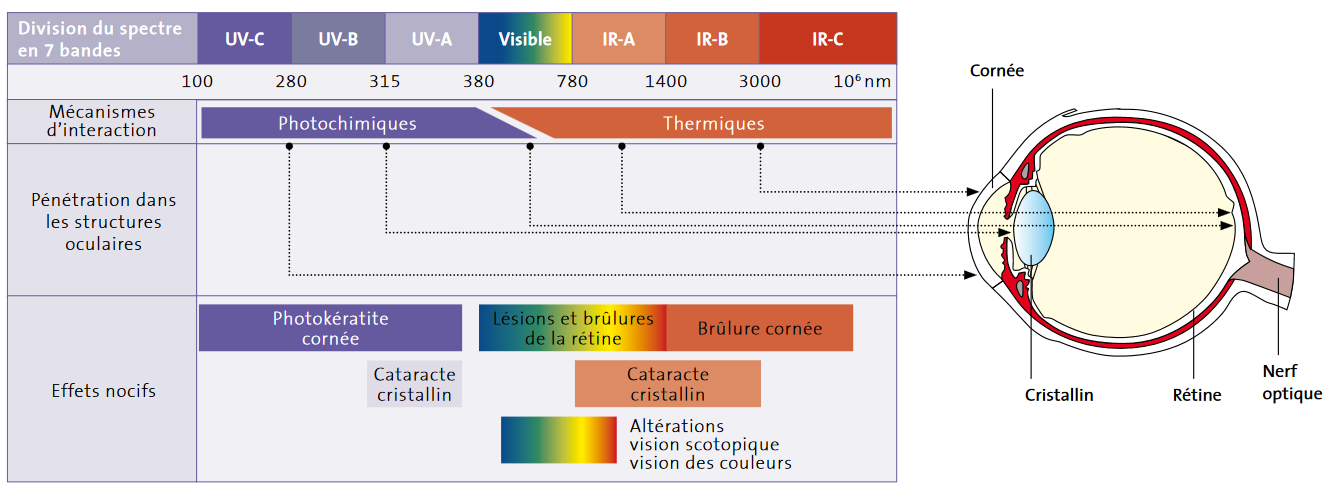 Division du spectre
en 7 bandes
UV-C
UV-B
UV-A
Visible
IR-A
IR-B
IR-C
100 280 315 380 780 1400 3000 10⁶ nm
Mécanismes
d'interaction
Photochimiques
Thermiques
Pénétration dans
les structures
oculaires
Effets nocifs
Photokératite
cornée
Lésions et brûlures
de la rétine
Brûlure cornée
Cataracte
cristallin
Cataracte
cristallin
Altérations
vision scotopique
vision des couleurs
Cornée
Cristallin
Rétine
Nerf
optique